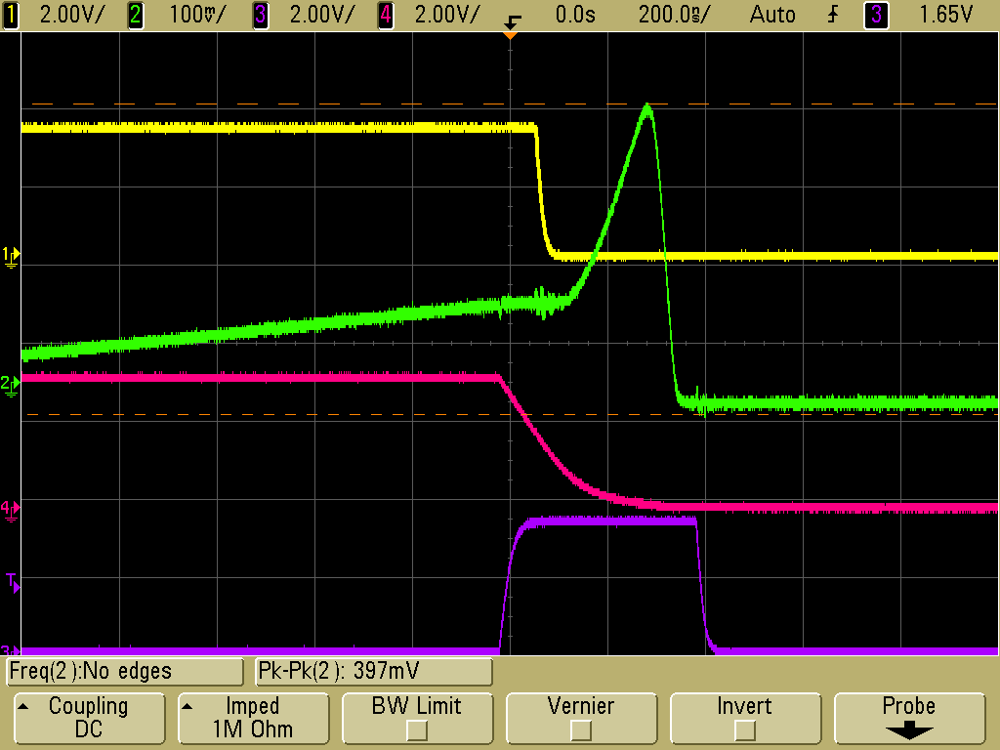 1 2.00V/ 2 100mV/ 3 2.00V/ 4 2.00V/ 0.0s 200.0ns/ Auto 3 1.65V
1
2
4
T
3
Freq(2):No edges Pk-Pk(2): 397mV
Coupling Imped BW Limit Vernier Invert Probe
DC 1M Ohm